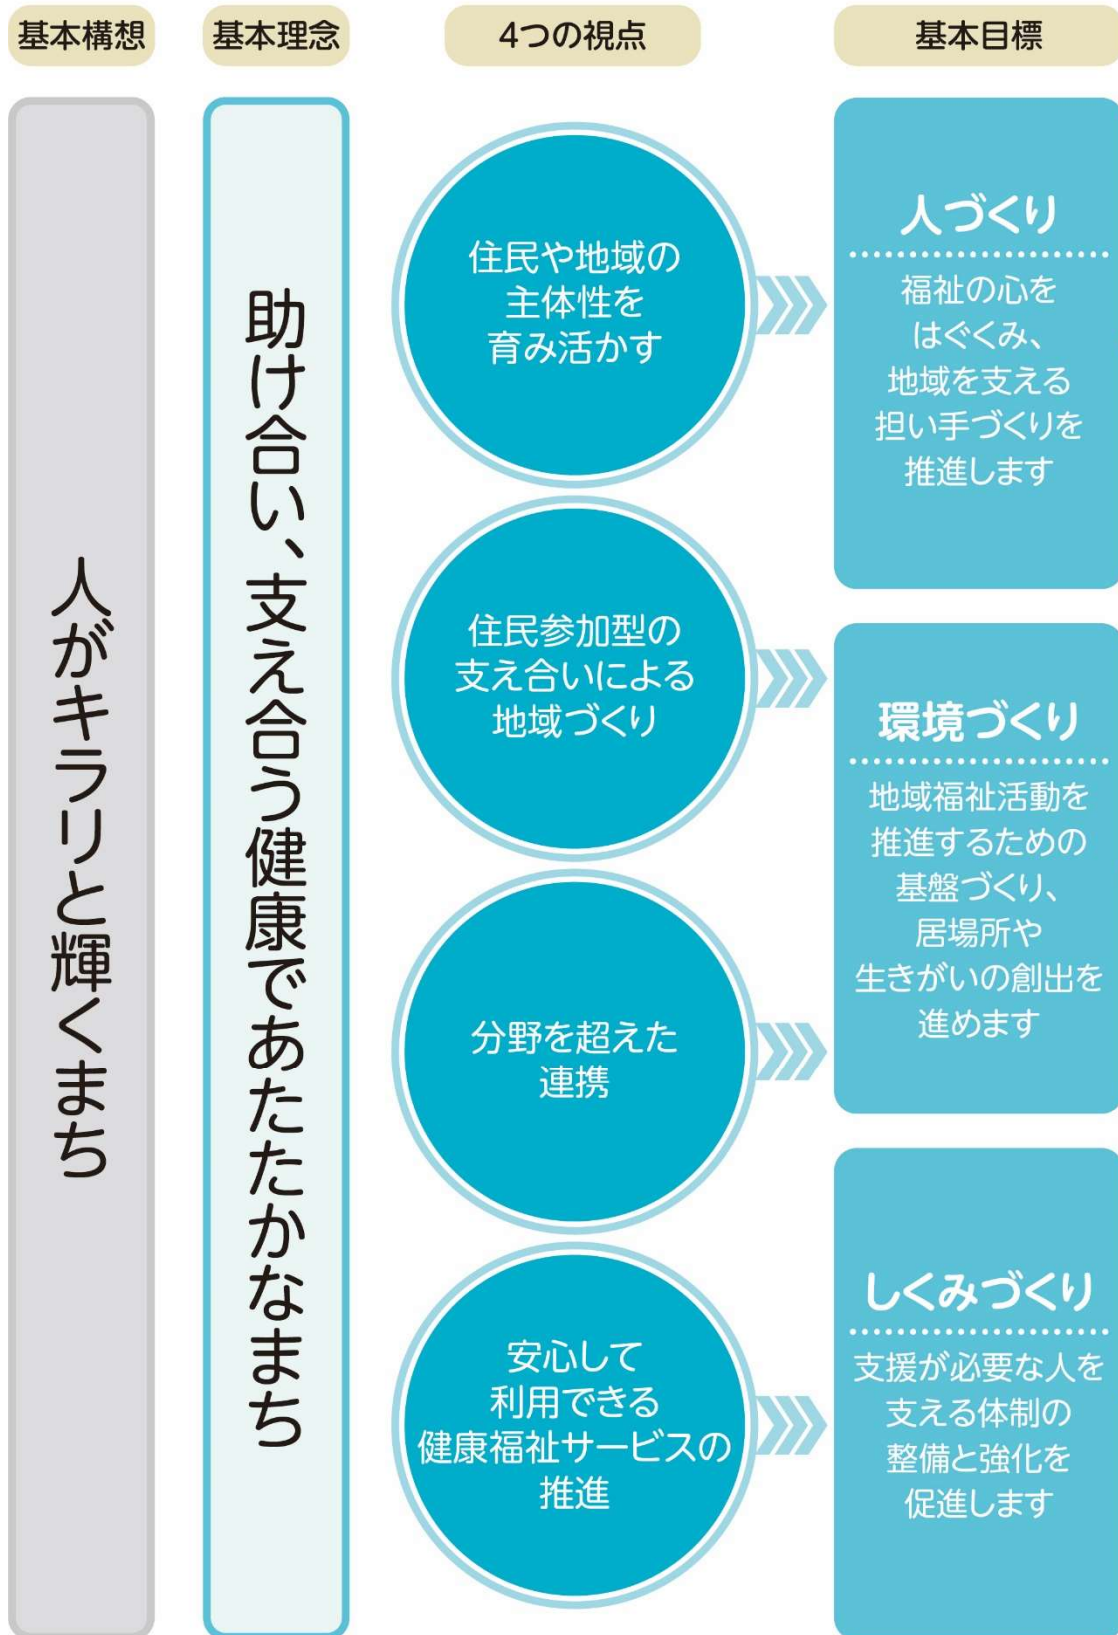 基本構想
人がキラリと輝くまち
基本理念
助け合い、支え合う健康であたたかなまち
4つの視点
住民や地域の
主体性を
育み活かす
住民参加型の
支え合いによる
地域づくり
分野を超えた
連携
安心して
利用できる
健康福祉サービスの
推進
基本目標
人づくり
福祉の心を
はぐくみ、
地域を支える
担い手づくりを
推進します
環境づくり
地域福祉活動を
推進するための
基盤づくり、
居場所や
生きがいの創出を
進めます
しくみづくり
支援が必要な人を
支える体制の
整備と強化を
促進します